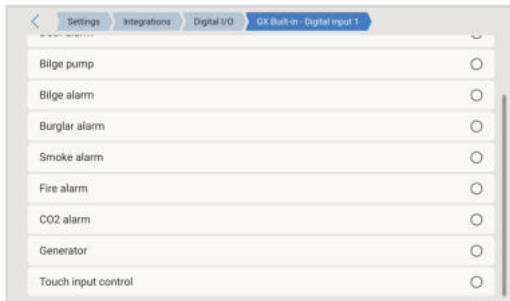 Settings Integrations Digital I/O GX Built-in - Digital input 1
Bilge pump
Bilge alarm
Burglar alarm
Smoke alarm
Fire alarm
CO2 alarm
Generator
Touch input control